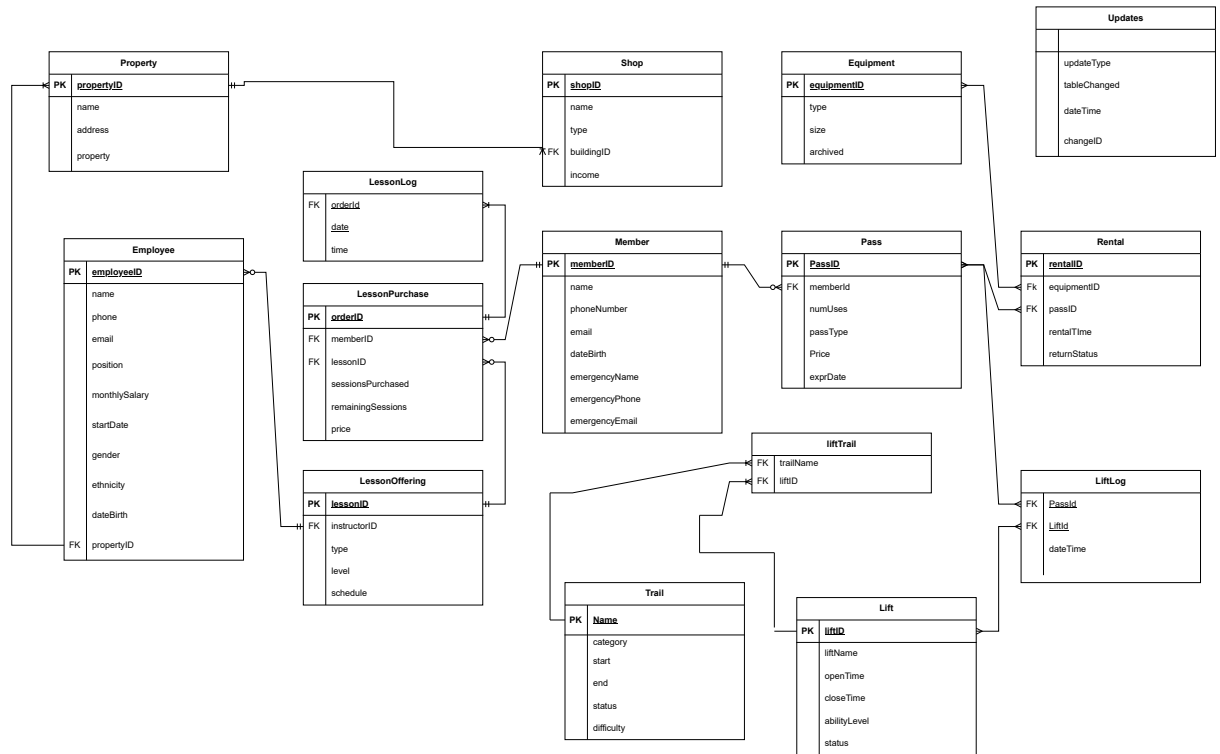 Updates
updateType
tableChanged
dateTime
changeID
Property
PK propertyID
name
address
property
Shop
PK shopID
name
type
FK buildingID
income
Equipment
PK equipmentID
type
size
archived
LessonLog
FK orderId
date
time
Employee
PK employeeID
name
phone
email
position
monthlySalary
startDate
gender
ethnicity
dateBirth
FK propertyID
LessonPurchase
PK orderID
FK memberID
FK lessonID
sessionsPurchased
remainingSessions
price
Member
PK memberID
name
phoneNumber
email
dateBirth
emergencyName
emergencyPhone
emergencyEmail
Pass
PK PassID
FK memberId
numUses
passType
Price
exprDate
Rental
PK rentalID
Fk equipmentID
FK passID
rentalTIme
returnStatus
LessonOffering
PK lessonID
FK instructorID
type
level
schedule
liftTrail
FK trailName
FK liftID
LiftLog
FK PassId
FK LiftId
dateTime
Trail
PK Name
category
start
end
status
difficulty
Lift
PK liftID
liftName
openTime
closeTime
abilityLevel
status